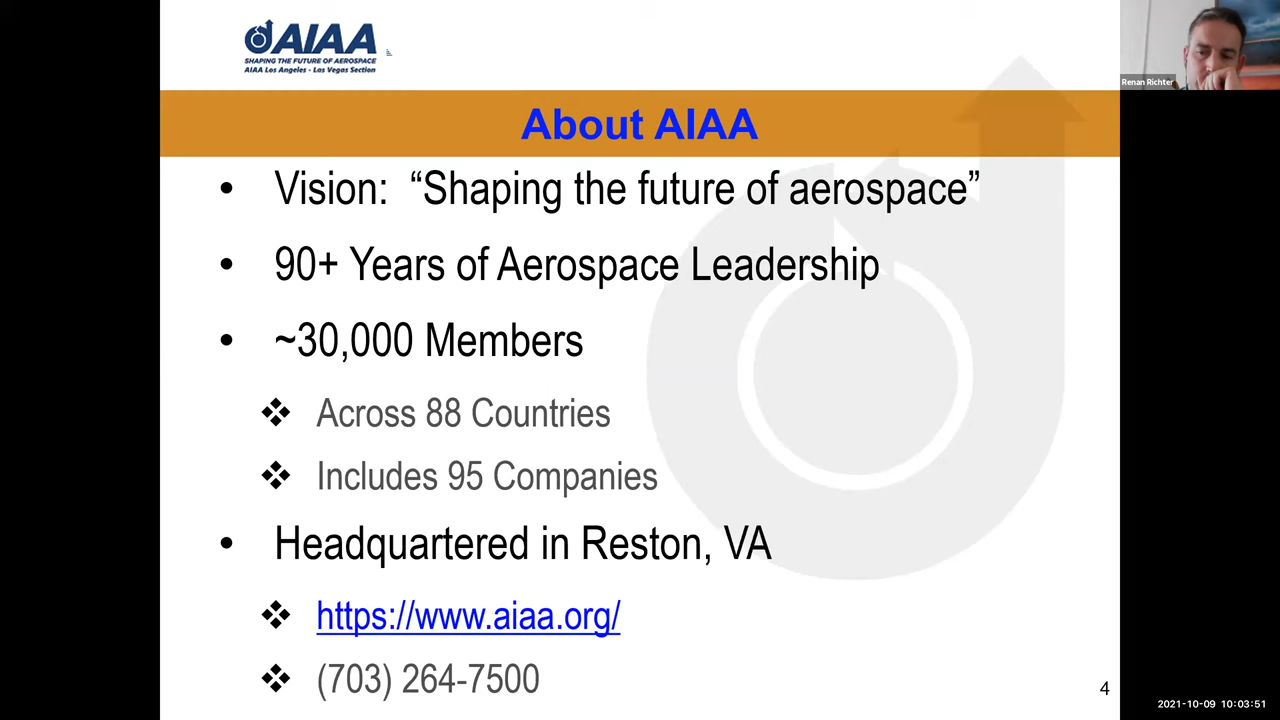 AIAA
SHAPING THE FUTURE OF AEROSPACE
AIAA Los Angeles - Las Vegas Section
Renan Richter
About AIAA
• Vision: “Shaping the future of aerospace”
• 90+ Years of Aerospace Leadership
• ~30,000 Members
❖ Across 88 Countries
❖ Includes 95 Companies
• Headquartered in Reston, VA
❖ https://www.aiaa.org/
❖ (703) 264-7500
4
2021-10-09 10:03:51